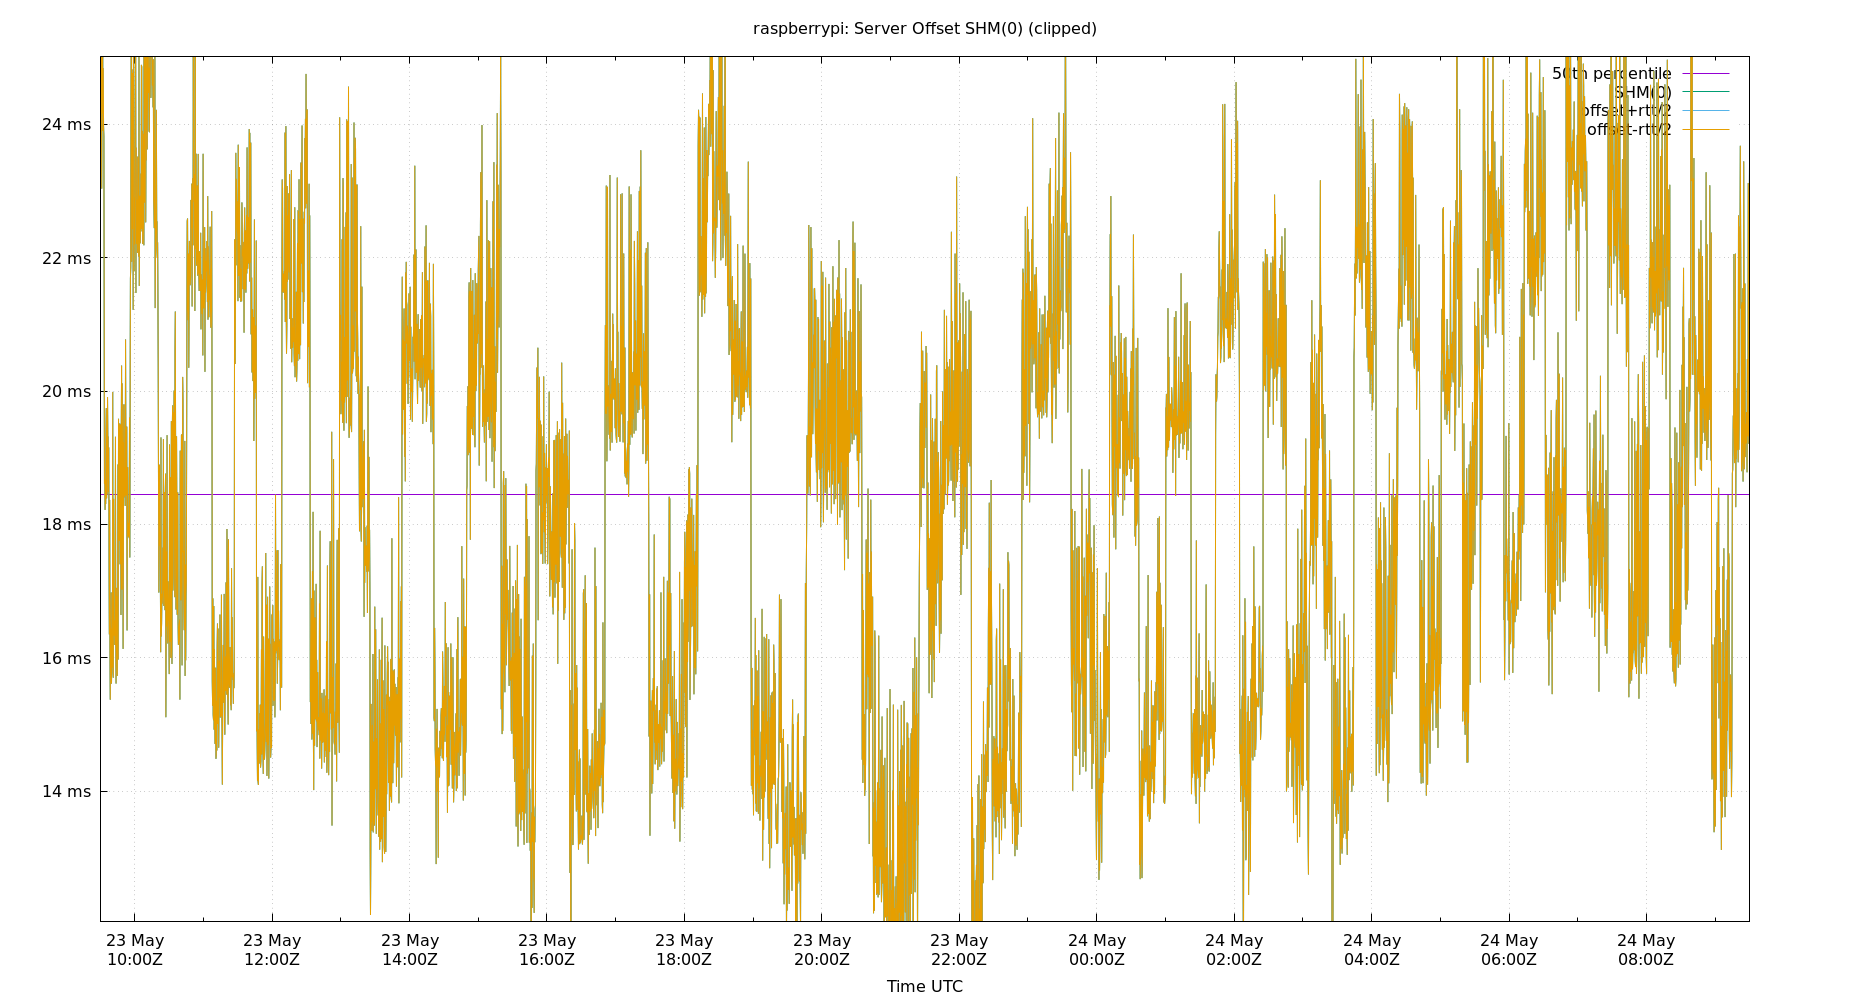 raspberrypi: Server Offset SHM(0) (clipped)
50th percentile
SHM(0)
offset+rtt/2
offset-rtt/2
24 ms
22 ms
20 ms
18 ms
16 ms
14 ms
23 May 23 May 23 May 23 May 23 May 23 May 23 May 24 May 24 May 24 May 24 May 24 May
10:00Z 12:00Z 14:00Z 16:00Z 18:00Z 20:00Z 22:00Z 00:00Z 02:00Z 04:00Z 06:00Z 08:00Z
Time UTC